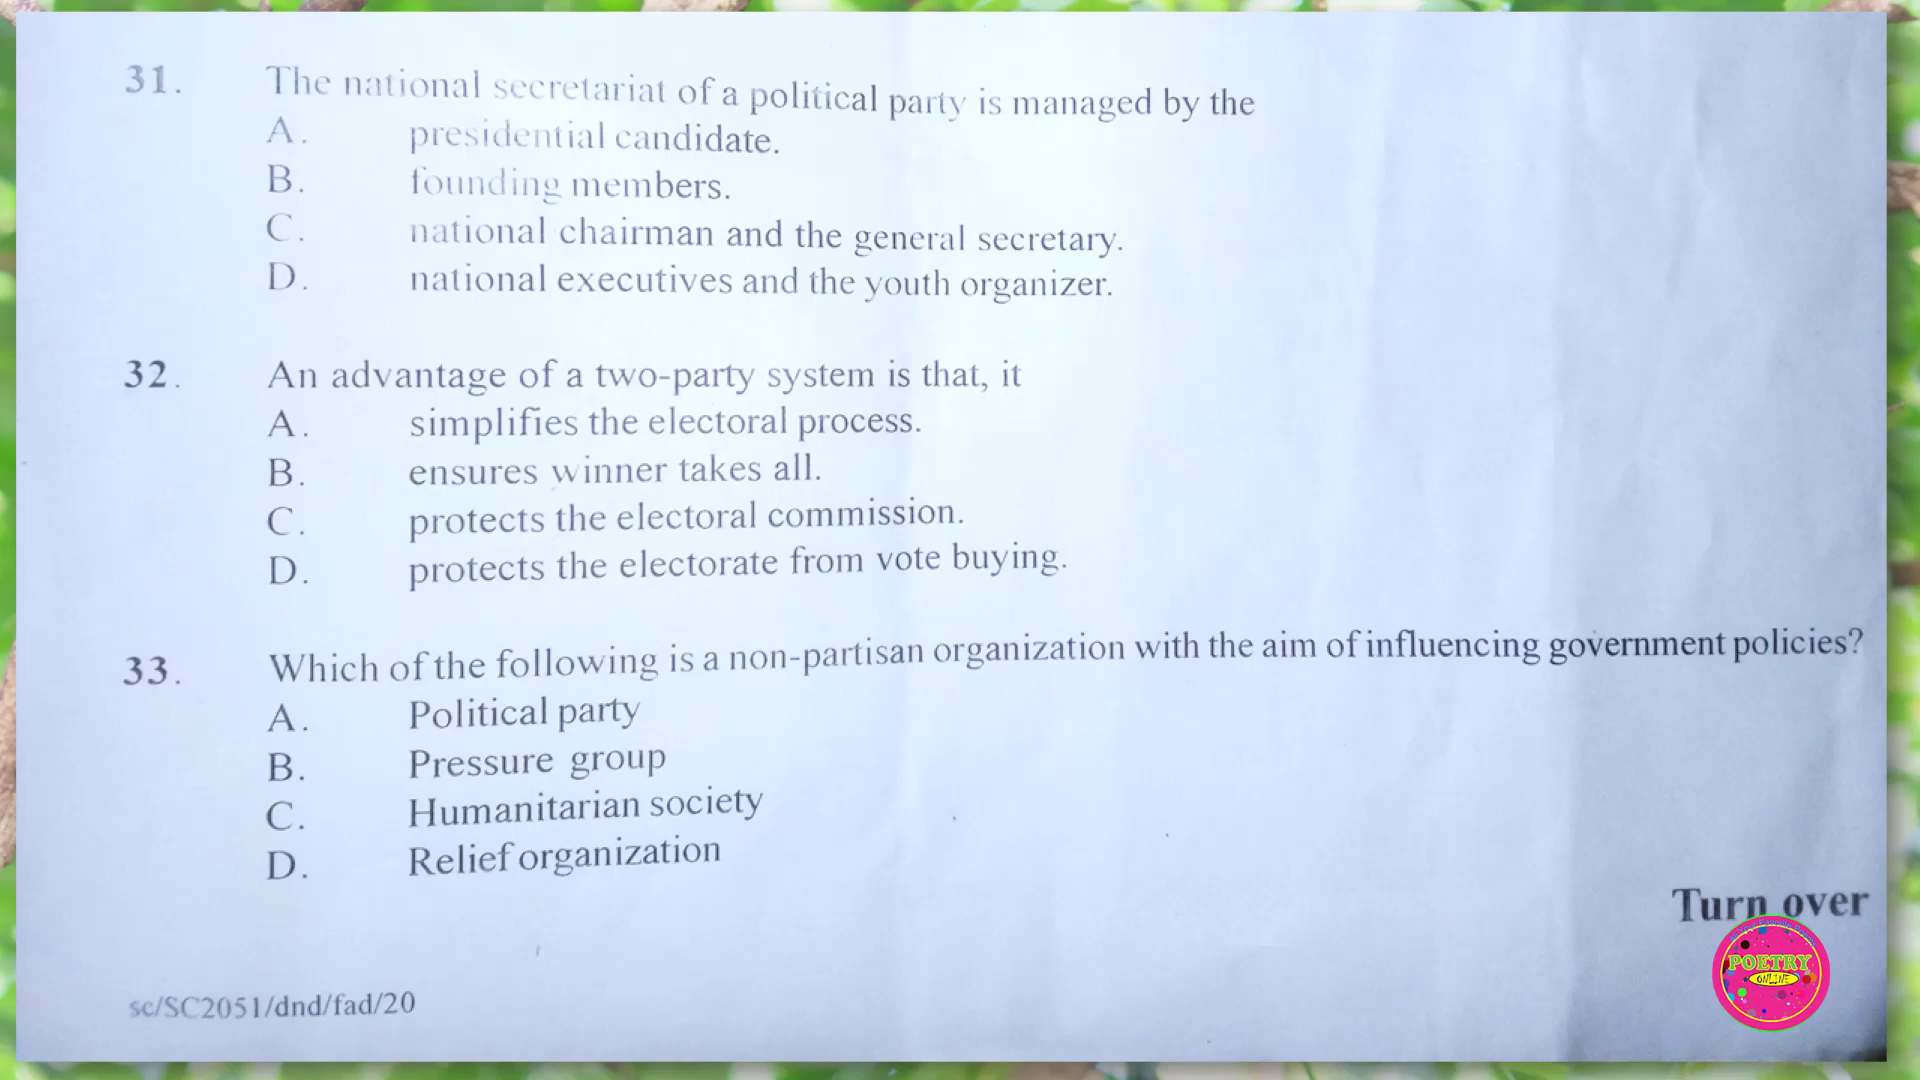 31. The national secretariat of a political party is managed by the
A. presidential candidate.
B. founding members.
C. national chairman and the general secretary.
D. national executives and the youth organizer.
32. An advantage of a two-party system is that, it
A. simplifies the electoral process.
B. ensures winner takes all.
C. protects the electoral commission.
D. protects the electorate from vote buying.
33. Which of the following is a non-partisan organization with the aim of influencing government policies?
A. Political party
B. Pressure group
C. Humanitarian society
D. Relief organization
Turn over
POETRY
ONLINE
sc/SC2051/dnd/fad/20